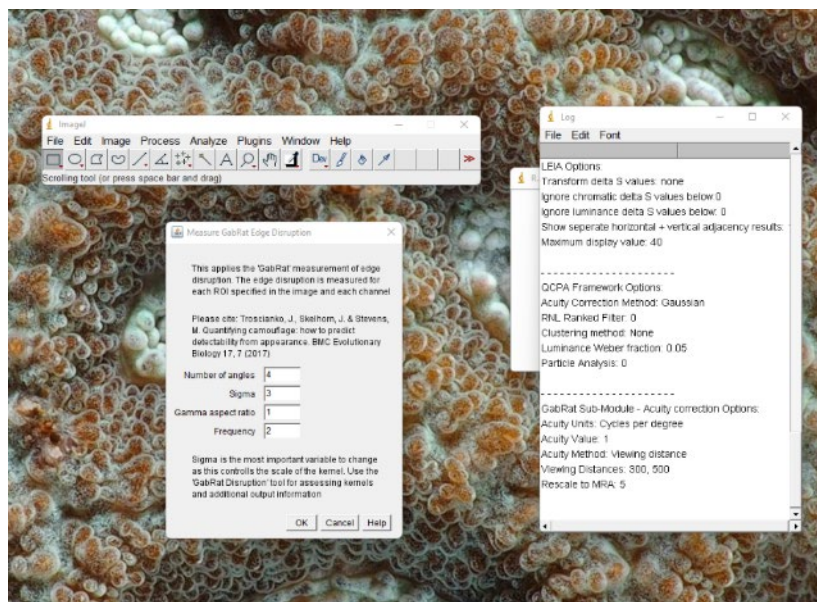 ImageJ
File Edit Image Process Analyze Plugins Window Help
Dev
Scrolling tool (or press space bar and drag)
Measure GabRat Edge Disruption
This applies the 'GabRat' measurement of edge
disruption. The edge disruption is measured for
each ROI specified in the image and each channel
Please cite: Troscianko, J., Skelhorn, J. & Stevens,
M. Quantifying camouflage: how to predict
detectability from appearance. BMC Evolutionary
Biology 17, 7 (2017)
Number of angles 4
Sigma 3
Gamma aspect ratio 1
Frequency 2
Sigma is the most important variable to change
as this controlls the scale of the kernel. Use the
'GabRat Disruption' tool for assessing kernels
and additional output information
OK Cancel Help
Log
File Edit Font
LEIA Options:
Transform delta S values: none
Ignore chromatic delta S values below:0
Ignore luminance delta S values below: 0
Show seperate horizontal + vertical adjacency results:
Maximum display value: 40
- - - - - - - - - - - - - - - - - - - -
QCPA Framework Options:
Acuity Correction Method: Gaussian
RNL Ranked Filter: 0
Clustering method: None
Luminance Weber fraction: 0.05
Particle Analysis: 0
- - - - - - - - - - - - - - - - - - - -
GabRat Sub-Module - Acuity correction Options:
Acuity Units: Cycles per degree
Acuity Value: 1
Acuity Method: Viewing distance
Viewing Distances: 300, 500
Rescale to MRA: 5